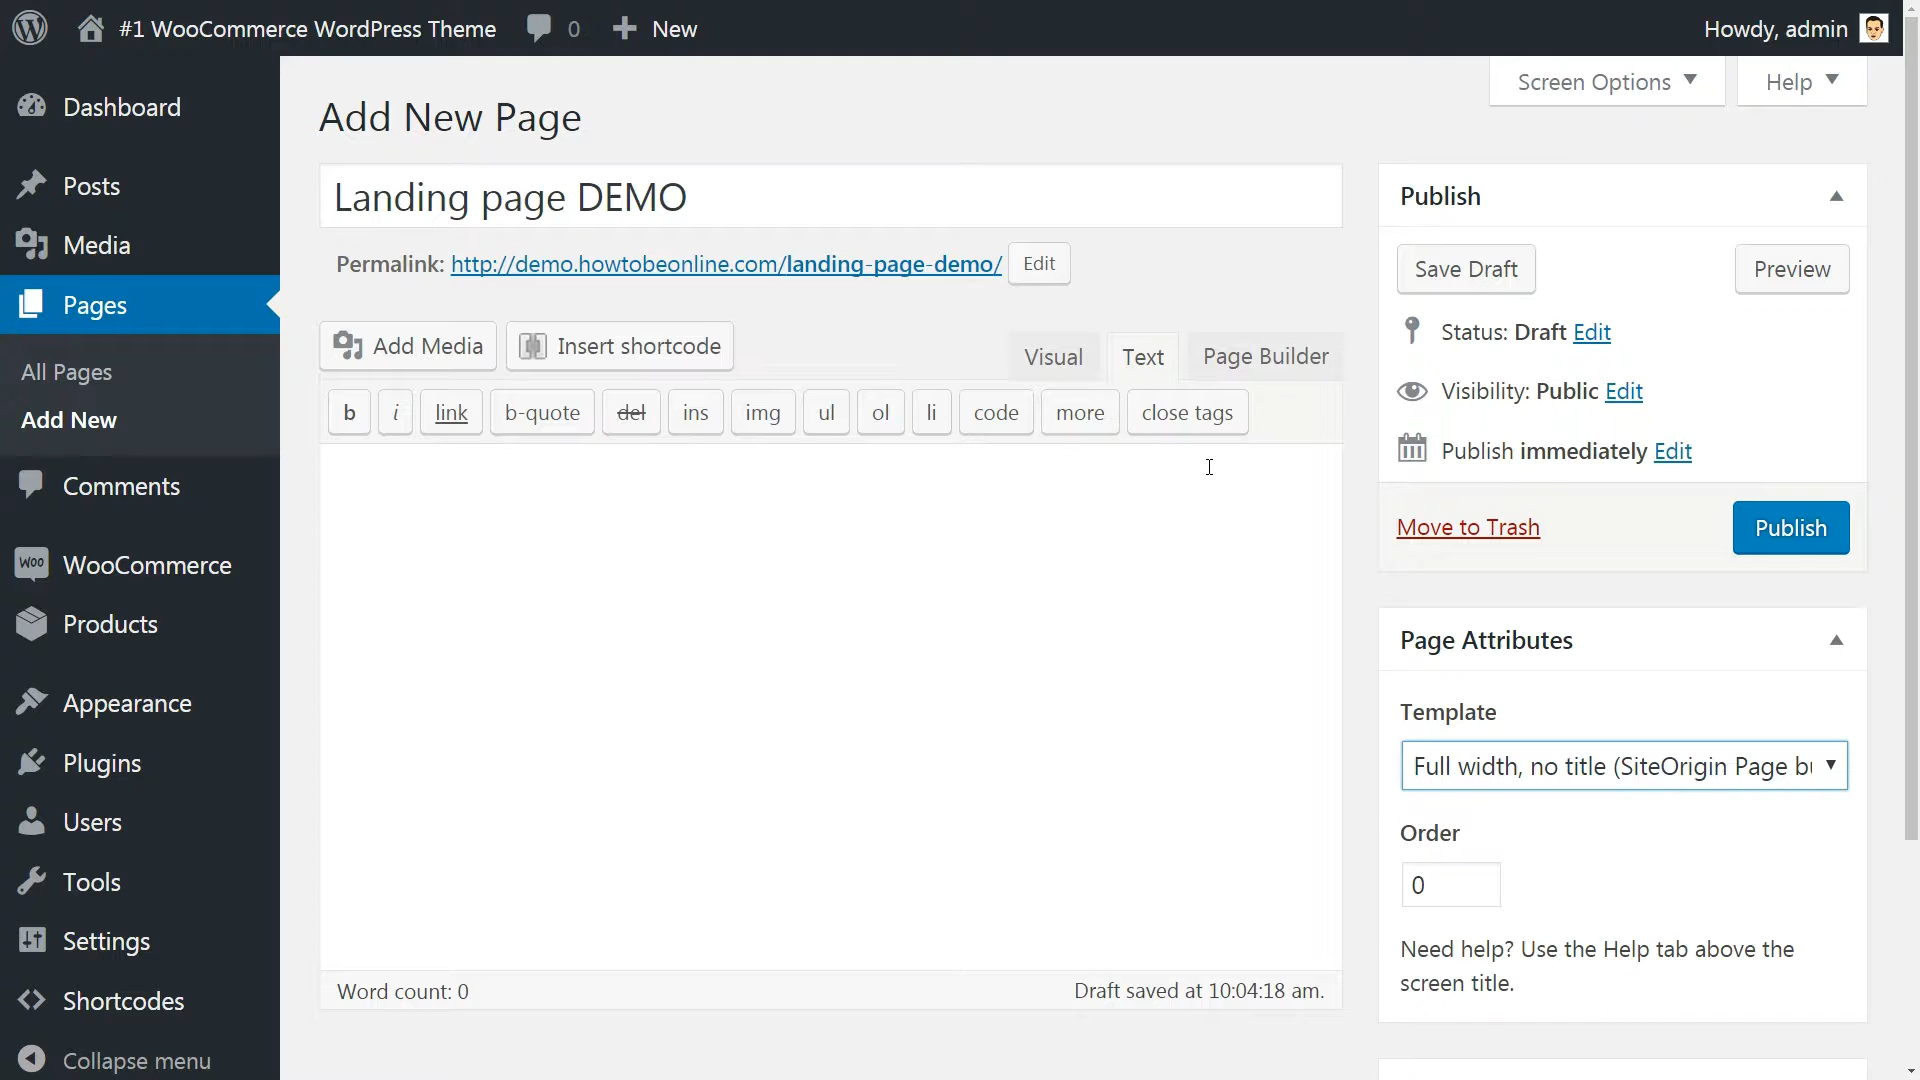 #1 WooCommerce WordPress Theme 0 New Howdy, admin
Screen Options Help
Dashboard
Posts
Media
Pages
All Pages
Add New
Comments
WOO WooCommerce
Products
Appearance
Plugins
Users
Tools
Settings
Shortcodes
Collapse menu
Add New Page
Landing page DEMO
Permalink: http://demo.howtobeonline.com/landing-page-demo/ Edit
Add Media Insert shortcode Visual Text Page Builder
b i link b-quote del ins img ul ol li code more close tags
Word count: 0 Draft saved at 10:04:18 am.
Publish
Save Draft Preview
Status: Draft Edit
Visibility: Public Edit
Publish immediately Edit
Move to Trash Publish
Page Attributes
Template
Full width, no title (SiteOrigin Page
Order
0
Need help? Use the Help tab above the
screen title.